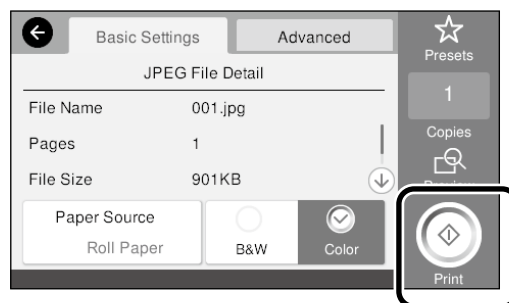 Basic Settings
Advanced
JPEG File Detail
File Name 001.jpg
Pages 1
File Size 901KB
Paper Source
Roll Paper
B&W
Color
Presets
1
Copies
Preview
Print